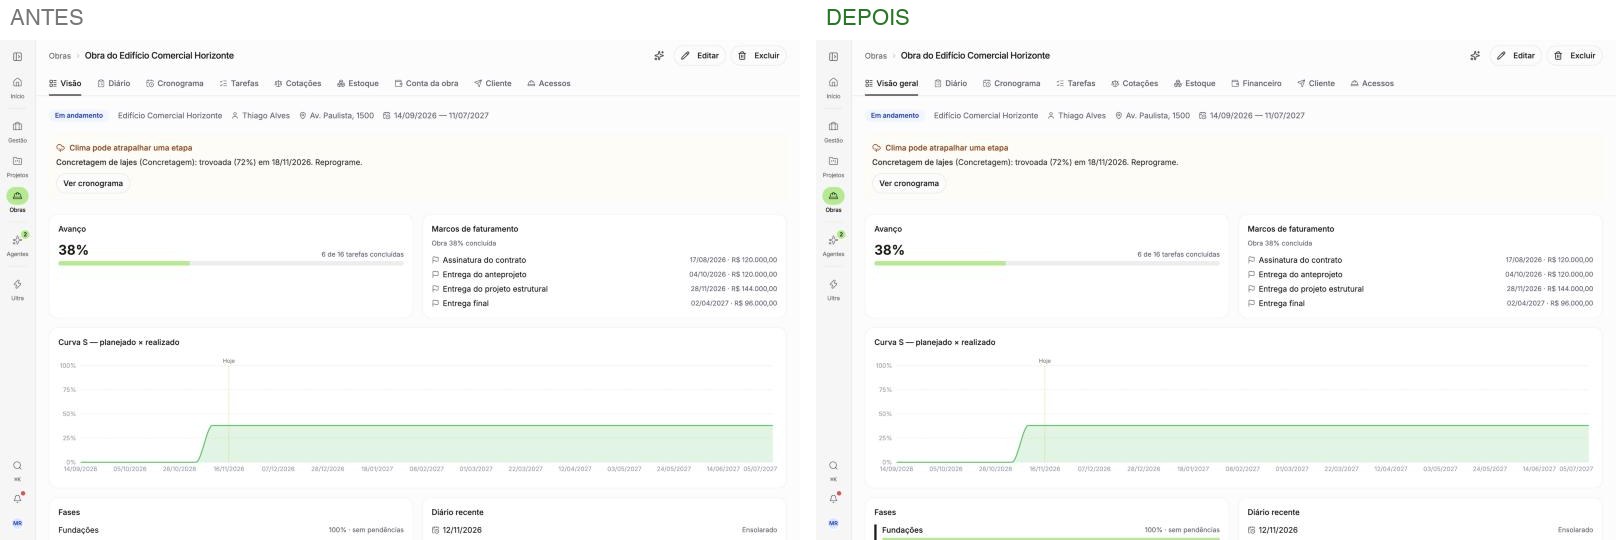 ANTES
Obras › Obra do Edifício Comercial Horizonte
Editar
Excluir
Visão
Diário
Cronograma
Tarefas
Cotações
Estoque
Conta da obra
Cliente
Acessos
Início
Gestão
Projetos
Obras
2
Agentes
Ultra
⌘K
MR
Em andamento
Edifício Comercial Horizonte
Thiago Alves
Av. Paulista, 1500
14/09/2026 — 11/07/2027
Clima pode atrapalhar uma etapa
Concretagem de lajes (Concretagem): trovoada (72%) em 18/11/2026. Reprograme.
Ver cronograma
Avanço
38%
6 de 16 tarefas concluídas
Marcos de faturamento
Obra 38% concluída
Assinatura do contrato 17/08/2026 · R$ 120.000,00
Entrega do anteprojeto 04/10/2026 · R$ 120.000,00
Entrega do projeto estrutural 28/11/2026 · R$ 144.000,00
Entrega final 02/04/2027 · R$ 96.000,00
Curva S — planejado × realizado
Hoje
100%
75%
50%
25%
0%
14/09/2026 05/10/2026 26/10/2026 16/11/2026 07/12/2026 28/12/2026 18/01/2027 08/02/2027 01/03/2027 22/03/2027 12/04/2027 03/05/2027 24/05/2027 14/06/2027 05/07/2027
Fases
Fundações 100% · sem pendências
Diário recente
12/11/2026 Ensolarado
DEPOIS
Obras › Obra do Edifício Comercial Horizonte
Editar
Excluir
Visão geral
Diário
Cronograma
Tarefas
Cotações
Estoque
Financeiro
Cliente
Acessos
Início
Gestão
Projetos
Obras
2
Agentes
Ultra
⌘K
MR
Em andamento
Edifício Comercial Horizonte
Thiago Alves
Av. Paulista, 1500
14/09/2026 — 11/07/2027
Clima pode atrapalhar uma etapa
Concretagem de lajes (Concretagem): trovoada (72%) em 18/11/2026. Reprograme.
Ver cronograma
Avanço
38%
6 de 16 tarefas concluídas
Marcos de faturamento
Obra 38% concluída
Assinatura do contrato 17/08/2026 · R$ 120.000,00
Entrega do anteprojeto 04/10/2026 · R$ 120.000,00
Entrega do projeto estrutural 28/11/2026 · R$ 144.000,00
Entrega final 02/04/2027 · R$ 96.000,00
Curva S — planejado × realizado
Hoje
100%
75%
50%
25%
0%
14/09/2026 05/10/2026 26/10/2026 16/11/2026 07/12/2026 28/12/2026 18/01/2027 08/02/2027 01/03/2027 22/03/2027 12/04/2027 03/05/2027 24/05/2027 14/06/2027 05/07/2027
Fases
Fundações 100% · sem pendências
Diário recente
12/11/2026 Ensolarado